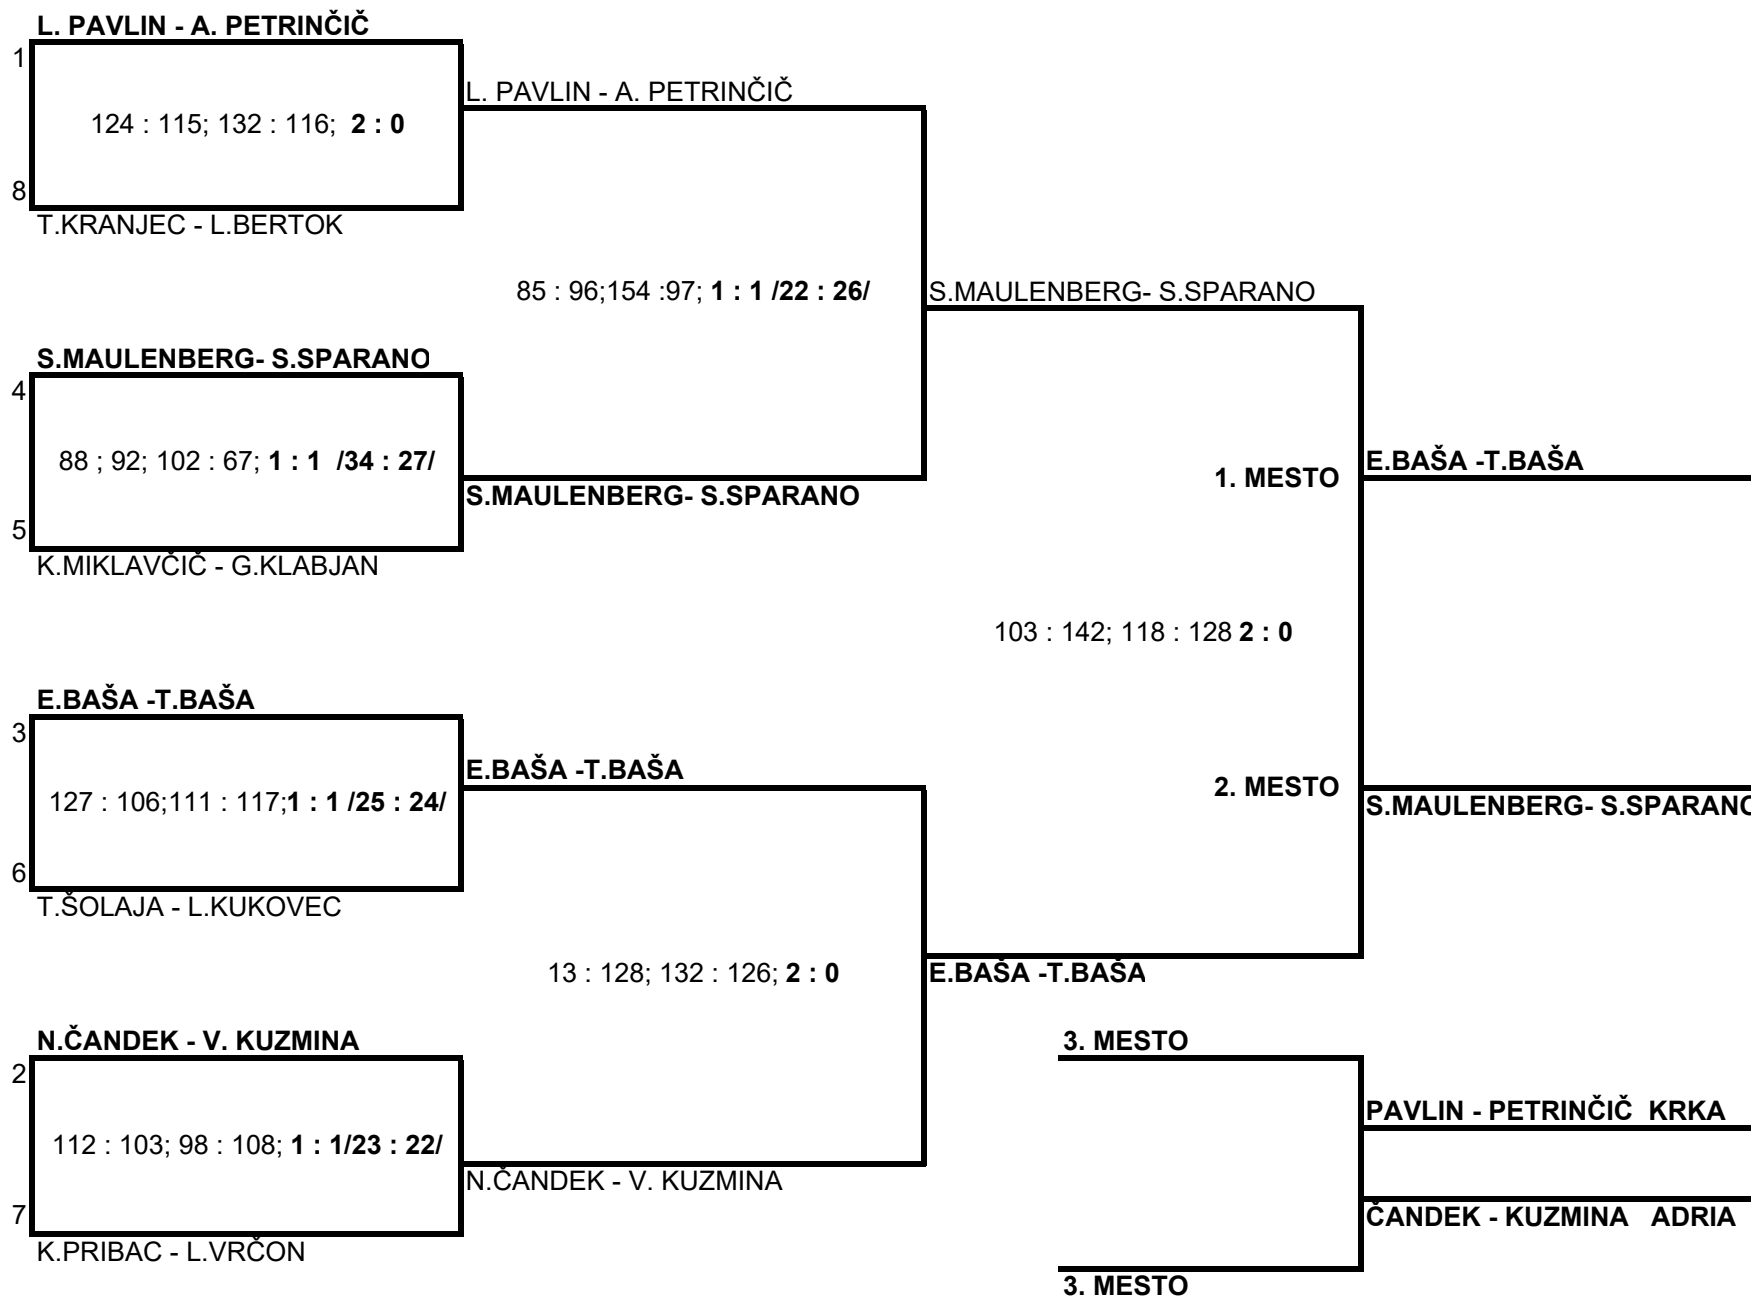 L. PAVLIN - A. PETRINČIČ
1
L. PAVLIN - A. PETRINČIČ
124 : 115; 132 : 116; 2 : 0
8
T.KRANJEC - L.BERTOK
85 : 96;154 :97; 1 : 1 /22 : 26/
S.MAULENBERG- S.SPARANO
S.MAULENBERG- S.SPARANO
4
88 ; 92; 102 : 67; 1 : 1 /34 : 27/
1. MESTO
E.BAŠA -T.BAŠA
S.MAULENBERG- S.SPARANO
5
K.MIKLAVČIČ - G.KLABJAN
103 : 142; 118 : 128 2 : 0
E.BAŠA -T.BAŠA
3
E.BAŠA -T.BAŠA
127 : 106;111 : 117;1 : 1 /25 : 24/
2. MESTO
S.MAULENBERG- S.SPARANO
6
T.ŠOLAJA - L.KUKOVEC
13 : 128; 132 : 126; 2 : 0
E.BAŠA -T.BAŠA
N.ČANDEK - V. KUZMINA
3. MESTO
2
PAVLIN - PETRINČIČ KRKA
112 : 103; 98 : 108; 1 : 1/23 : 22/
N.ČANDEK - V. KUZMINA
7
ČANDEK - KUZMINA ADRIA
K.PRIBAC - L.VRČON
3. MESTO